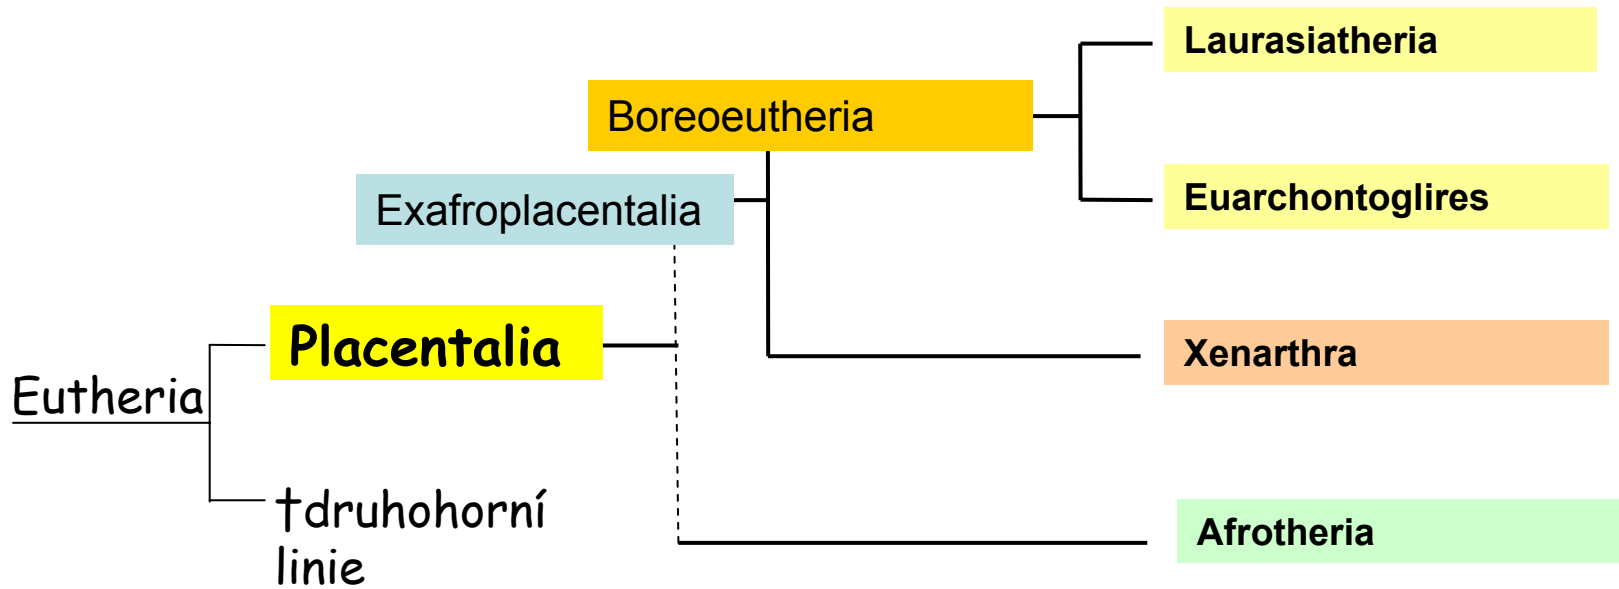 Laurasiatheria
Boreoeutheria
Euarchontoglires
Exafroplacentalia
Placentalia
Xenarthra
Eutheria
†druhohorní
linie
Afrotheria